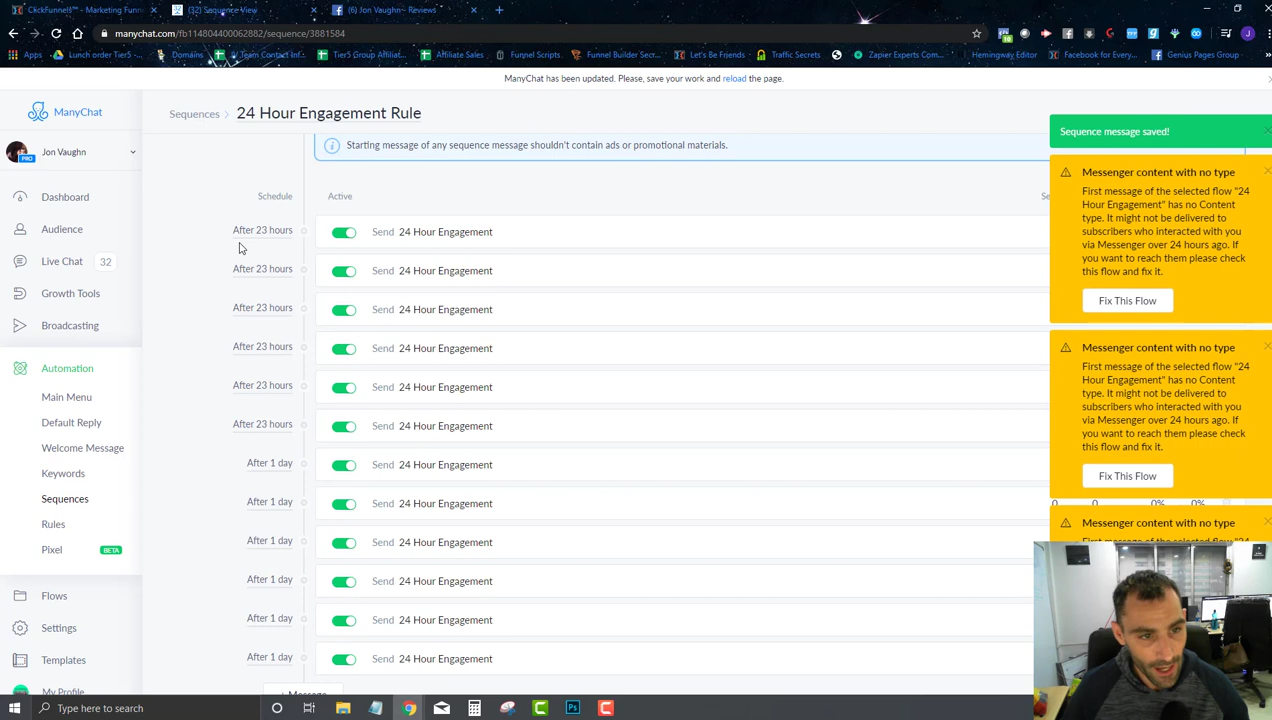 ClickFunnels™ - Marketing Funn
(32) Sequence View
(6) Jon Vaughn - Reviews
manychat.com/fb114804400062882/sequence/3881584
Apps
Lunch order Tier5-...
Domains
IV Team Contact Inf...
Tier5 Group Affiliat...
Affiliate Sales
Funnel Scripts
Funnel Builder Secr...
Let's Be Friends
Traffic Secrets
Zapier Experts Com...
Hemingway Editor
Facebook for Every...
Genius Pages Group
ManyChat has been updated. Please, save your work and reload the page.
ManyChat
Sequences
24 Hour Engagement Rule
Jon Vaughn
PRO
Dashboard
Audience
Live Chat
32
Growth Tools
Broadcasting
Automation
Main Menu
Default Reply
Welcome Message
Keywords
Sequences
Rules
Pixel
BETA
Flows
Settings
Templates
My Profile
Starting message of any sequence message shouldn't contain ads or promotional materials.
Schedule
Active
Se
After 23 hours
Send 24 Hour Engagement
After 23 hours
Send 24 Hour Engagement
After 23 hours
Send 24 Hour Engagement
After 23 hours
Send 24 Hour Engagement
After 23 hours
Send 24 Hour Engagement
After 23 hours
Send 24 Hour Engagement
After 1 day
Send 24 Hour Engagement
After 1 day
Send 24 Hour Engagement
0 0 0% 0%
After 1 day
Send 24 Hour Engagement
After 1 day
Send 24 Hour Engagement
After 1 day
Send 24 Hour Engagement
After 1 day
Send 24 Hour Engagement
+ Message
Sequence message saved!
Messenger content with no type
First message of the selected flow "24
Hour Engagement" has no Content
type. It might not be delivered to
subscribers who interacted with you
via Messenger over 24 hours ago. If
you want to reach them please check
this flow and fix it.
Fix This Flow
Messenger content with no type
First message of the selected flow "24
Hour Engagement" has no Content
type. It might not be delivered to
subscribers who interacted with you
via Messenger over 24 hours ago. If
you want to reach them please check
this flow and fix it.
Fix This Flow
Messenger content with no type
First message of the selected flow "24
Type here to search